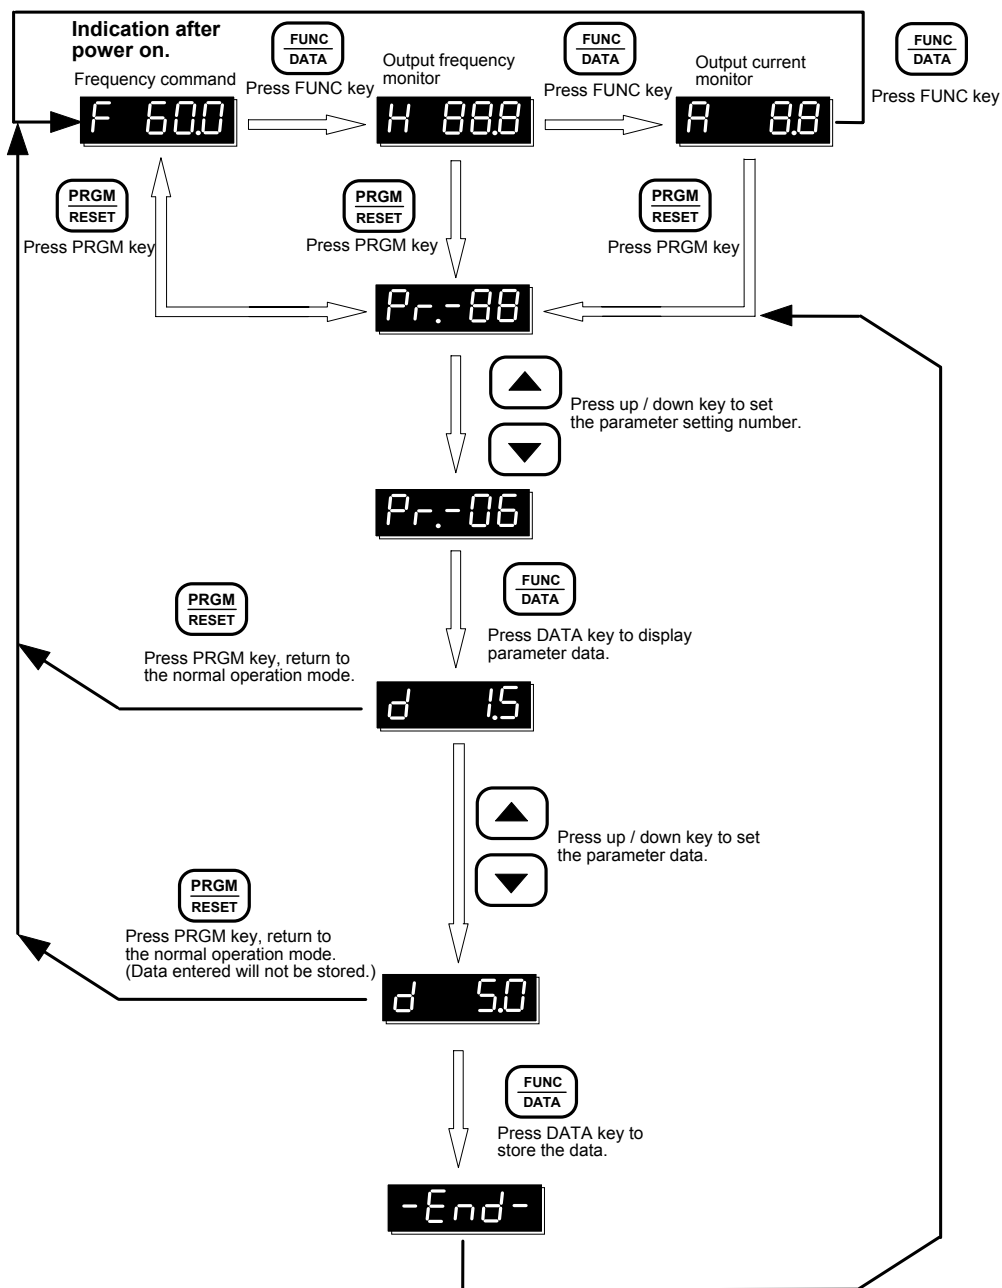 Indication after
power on.
Frequency command
FUNC
DATA
Press FUNC key
Output frequency
monitor
FUNC
DATA
Press FUNC key
Output current
monitor
FUNC
DATA
Press FUNC key
F 60.0
H 88.8
A 8.8
PRGM
RESET
Press PRGM key
PRGM
RESET
Press PRGM key
PRGM
RESET
Press PRGM key
Pr.-88
Press up / down key to set
the parameter setting number.
Pr.-06
FUNC
DATA
Press DATA key to display
parameter data.
PRGM
RESET
Press PRGM key, return to
the normal operation mode.
d 1.5
Press up / down key to set
the parameter data.
PRGM
RESET
Press PRGM key, return to
the normal operation mode.
(Data entered will not be stored.)
d 5.0
FUNC
DATA
Press DATA key to
store the data.
-End-